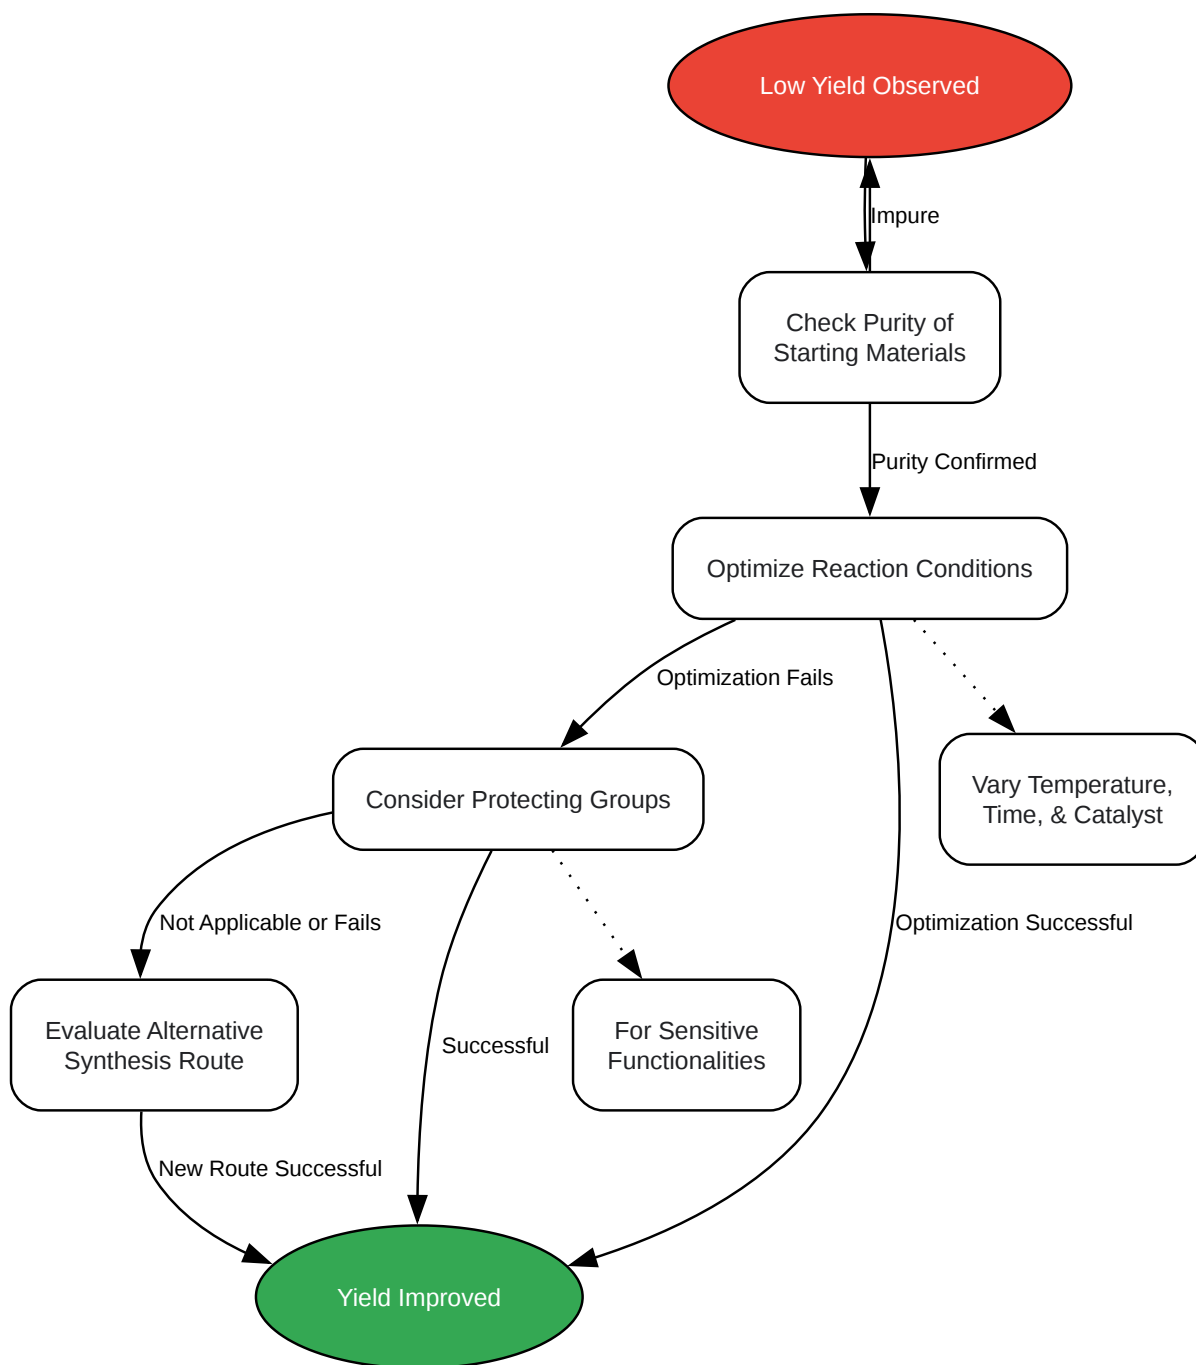 Low Yield Observed
Impure
Check Purity of
Starting Materials
Purity Confirmed
Optimize Reaction Conditions
Optimization Fails
Consider Protecting Groups
Vary Temperature,
Time, & Catalyst
Not Applicable or Fails
Optimization Successful
Evaluate Alternative
Synthesis Route
Successful
For Sensitive
Functionalities
New Route Successful
Yield Improved